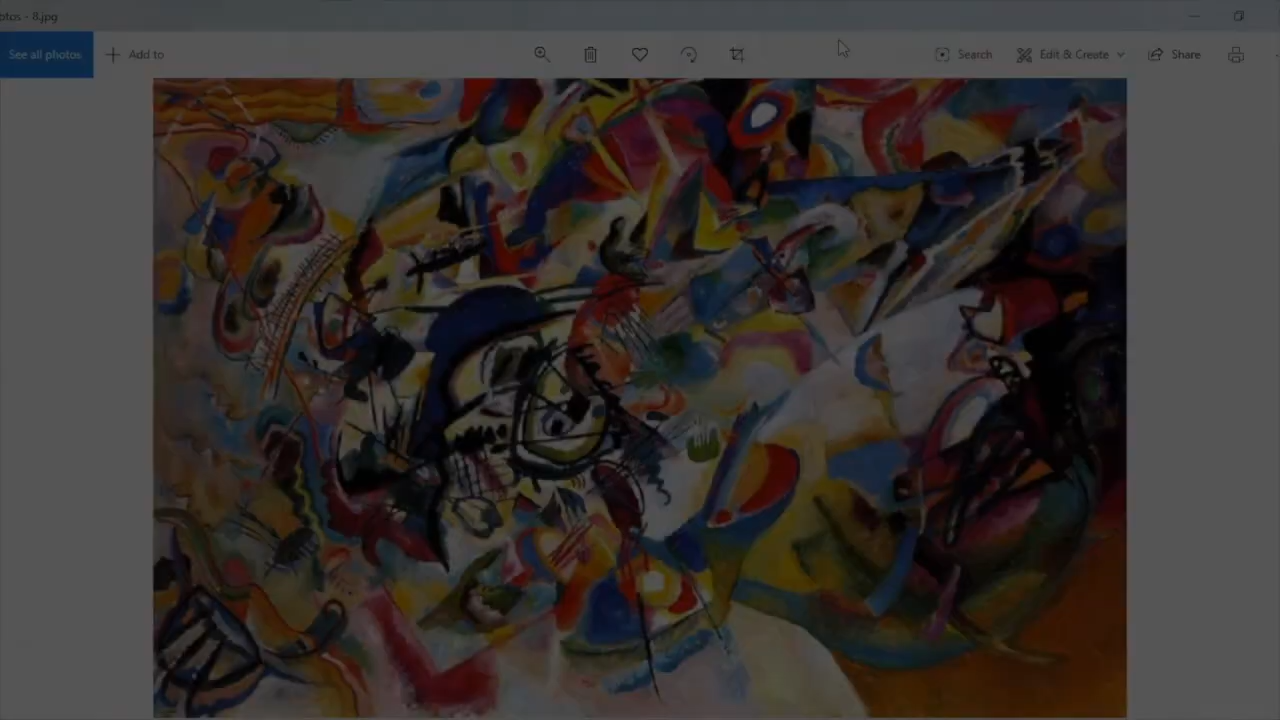 otos - 8.jpg
See all photos
Add to
Search
Edit & Create
Share